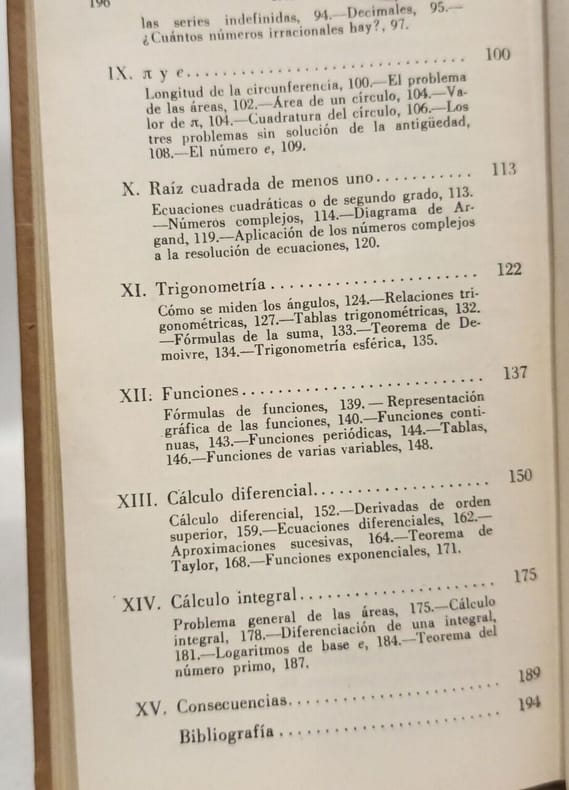 196
las series indefinidas, 94.—Decimales, 95.—
¿Cuántos números irracionales hay?, 97.
IX. π y e............................... 100
Longitud de la circunferencia, 100.—El problema
de las áreas, 102.—Area de un círculo, 104.—Va-
lor de π, 104.—Cuadratura del círculo, 106.—Los
tres problemas sin solución de la antigüedad,
108.—El número e, 109.
X. Raíz cuadrada de menos uno........... 113
Ecuaciones cuadráticas o de segundo grado, 113.
—Números complejos, 114.—Diagrama de Ar-
gand, 119.—Aplicación de los números complejos
a la resolución de ecuaciones, 120.
XI. Trigonometría....................... 122
Cómo se miden los ángulos, 124.—Relaciones tri-
gonométricas, 127.—Tablas trigonométricas, 132.
—Fórmulas de la suma, 133.—Teorema de De-
moivre, 134.—Trigonometría esférica, 135.
XII. Funciones........................... 137
Fórmulas de funciones, 139.—Representación
gráfica de las funciones, 140.—Funciones conti-
nuas, 143.—Funciones periódicas, 144.—Tablas,
146.—Funciones de varias variables, 148.
XIII. Cálculo diferencial.................... 150
Cálculo diferencial, 152.—Derivadas de orden
superior, 159.—Ecuaciones diferenciales, 162.—
Aproximaciones sucesivas, 164.—Teorema de
Taylor, 168.—Funciones exponenciales, 171.
XIV. Cálculo integral...................... 175
Problema general de las áreas, 175.—Cálculo
integral, 178.—Diferenciación de una integral,
181.—Logaritmos de base e, 184.—Teorema del
número primo, 187.
XV. Consecuencias........................ 189
Bibliografía......................... 194